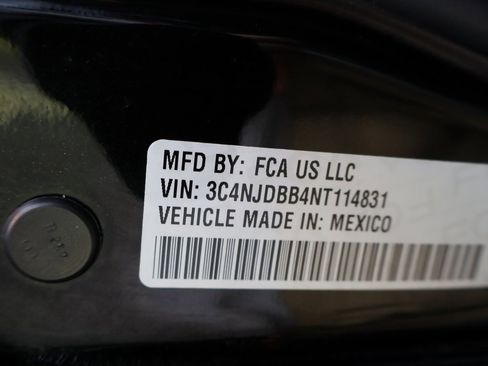 MFD BY: FCA US LLC
VIN: 3C4NJDBB4NT114831
VEHICLE MADE IN: MEXICO